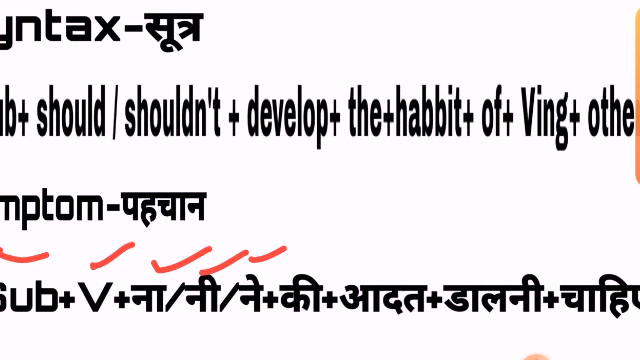 yntax-सूत्र
ub+ should / shouldn't + develop+ the+habbit+ of+ Ving+ othe
mptom-पहचान
Sub+V+ना/नी/ने+की+आदत+डालनी+चाहिए